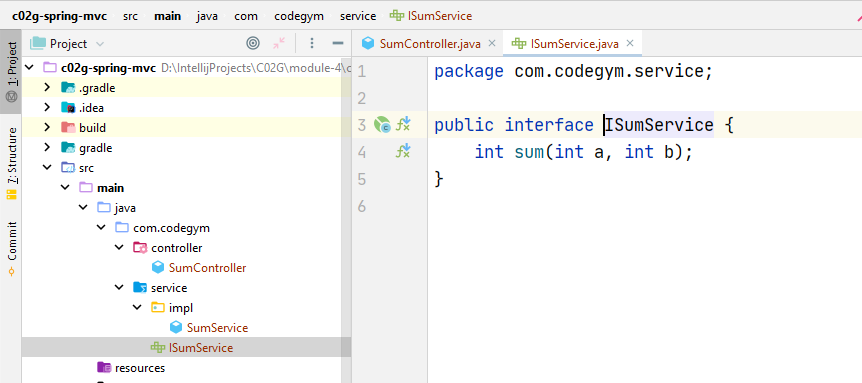 c02g-spring-mvc src main java com codegym service ISumService
Project
SumController.java
ISumService.java
1: Project
7: Structure
Commit
c02g-spring-mvc D:\IntellijProjects\C02G\module-4\c
.gradle
.idea
build
gradle
src
main
java
com.codegym
controller
SumController
service
impl
SumService
ISumService
resources
1 package com.codegym.service;
2
3 public interface ISumService {
4 int sum(int a, int b);
5 }
6